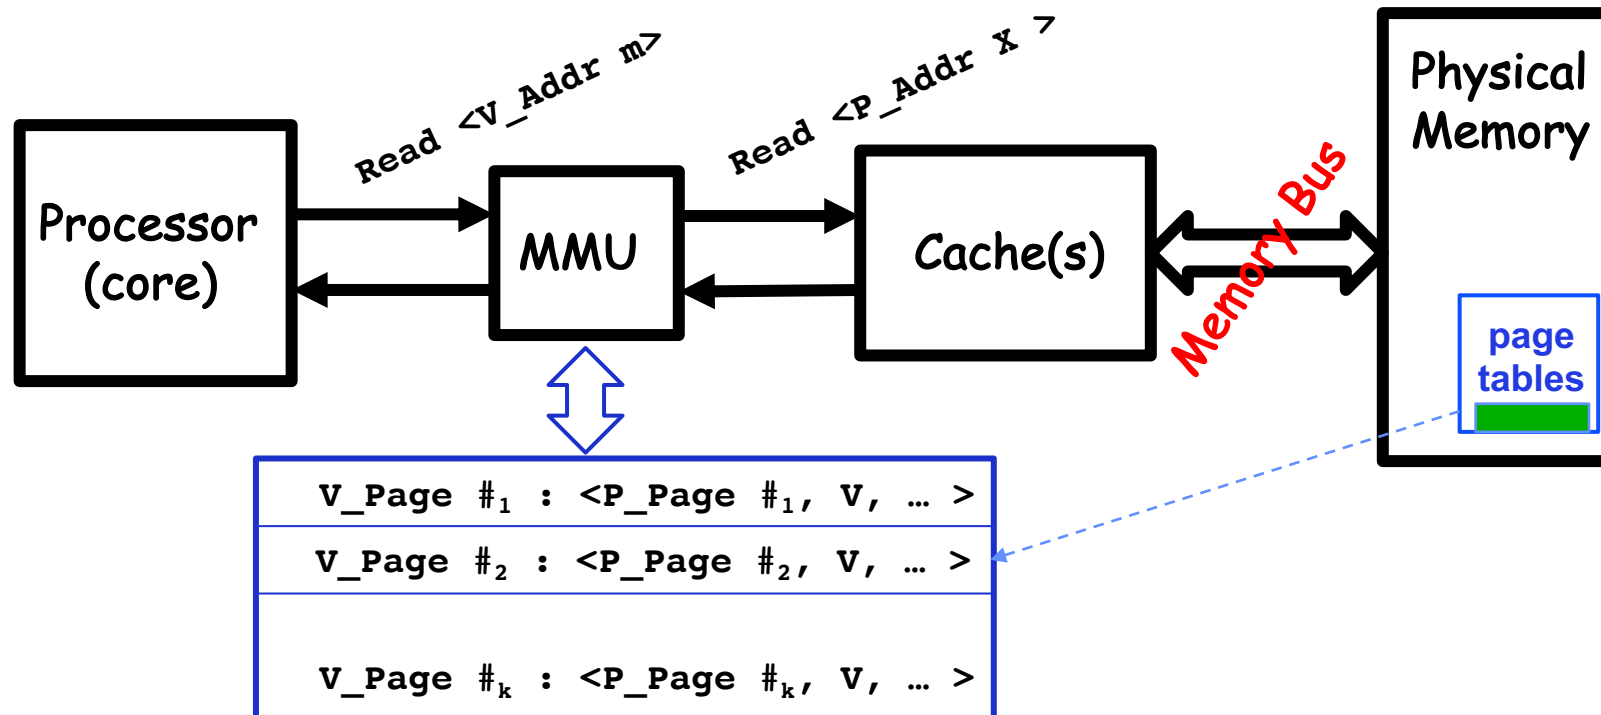 Read <V_Addr m>
Read <P_Addr X >
Physical
Memory
Processor
(core)
MMU
Cache(s)
Memory Bus
page
tables
V_Page #1 : <P_Page #1, V, … >
V_Page #2 : <P_Page #2, V, … >
V_Page #k : <P_Page #k, V, … >